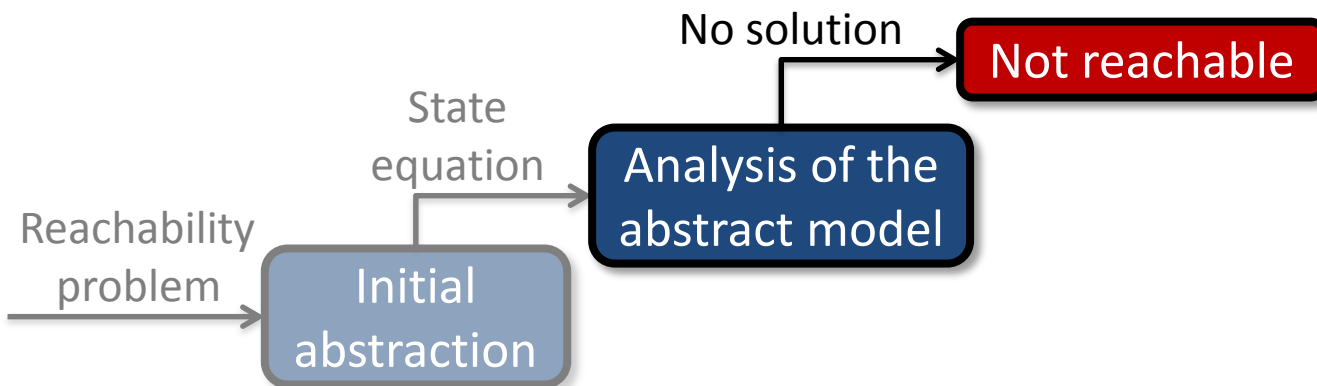 No solution
Not reachable
State
equation
Analysis of the
abstract model
Reachability
problem
Initial
abstraction